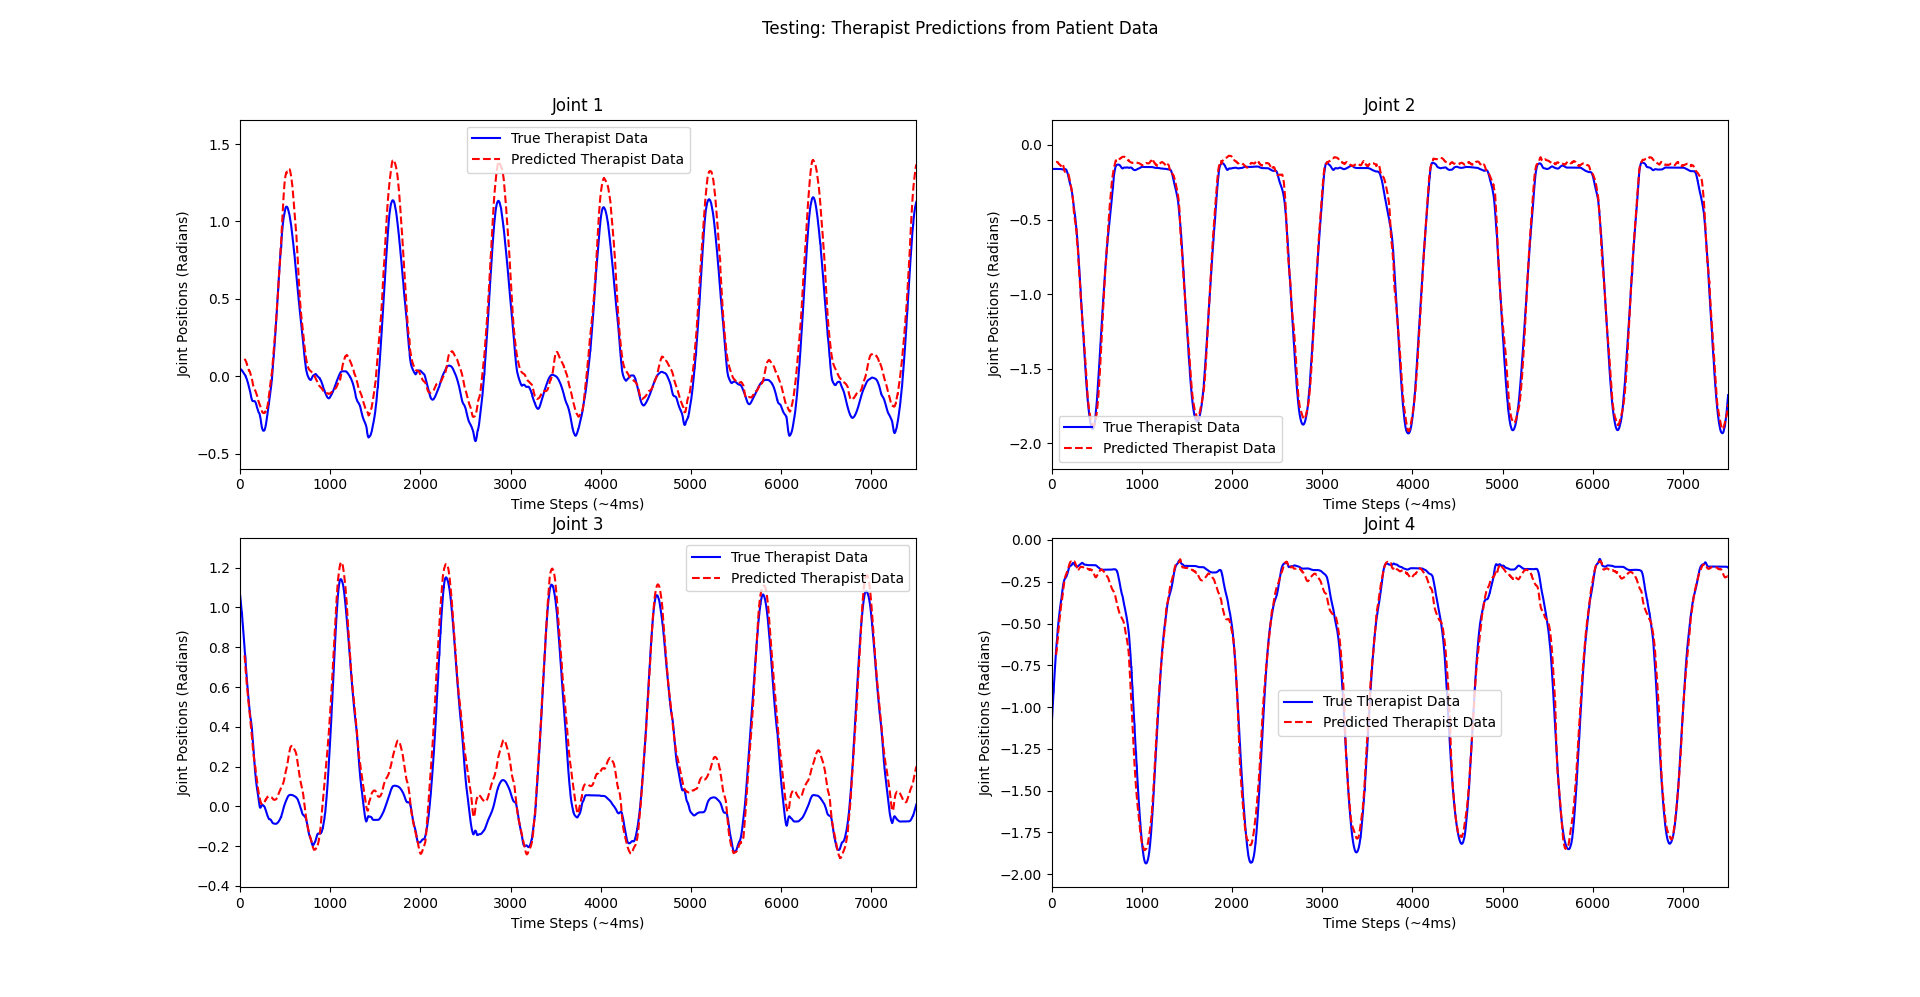 Testing: Therapist Predictions from Patient Data
Joint 1
1.5
1.0
0.5
0.0
−0.5
Joint Positions (Radians)
True Therapist Data
Predicted Therapist Data
0 1000 2000 3000 4000 5000 6000 7000
Time Steps (~4ms)
Joint 2
0.0
−0.5
−1.0
−1.5
−2.0
Joint Positions (Radians)
True Therapist Data
Predicted Therapist Data
0 1000 2000 3000 4000 5000 6000 7000
Time Steps (~4ms)
Joint 3
1.2
1.0
0.8
0.6
0.4
0.2
0.0
−0.2
−0.4
Joint Positions (Radians)
True Therapist Data
Predicted Therapist Data
0 1000 2000 3000 4000 5000 6000 7000
Time Steps (~4ms)
Joint 4
0.00
−0.25
−0.50
−0.75
−1.00
−1.25
−1.50
−1.75
−2.00
Joint Positions (Radians)
True Therapist Data
Predicted Therapist Data
0 1000 2000 3000 4000 5000 6000 7000
Time Steps (~4ms)